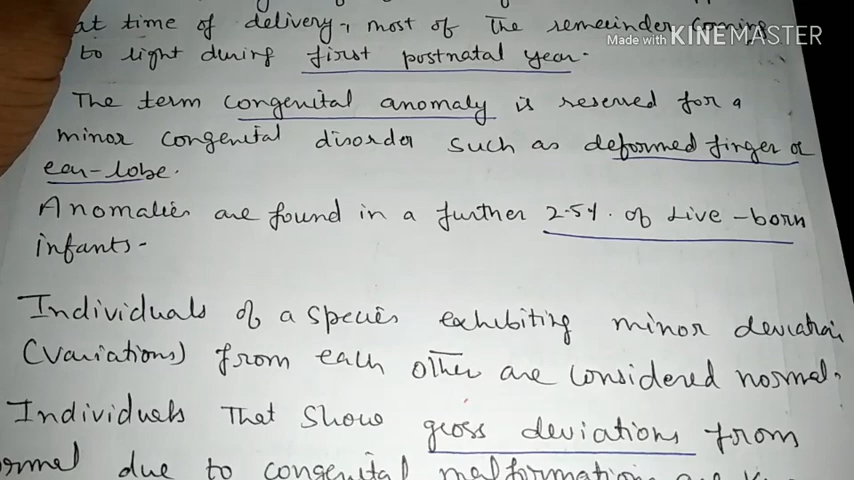 at time of delivery, most of the remainder coming
Made with KINEMASTER
to light during first postnatal year.
The term congenital anomaly is reserved for a
minor congenital disorder such as deformed finger or
ear-lobe.
Anomalies are found in a further 2.5%. of Live-born
infants-
Individuals of a species exhibiting minor deviation
(Variations) from each other are considered normal.
Individuals That show gross deviations from
due to congenital malformation are